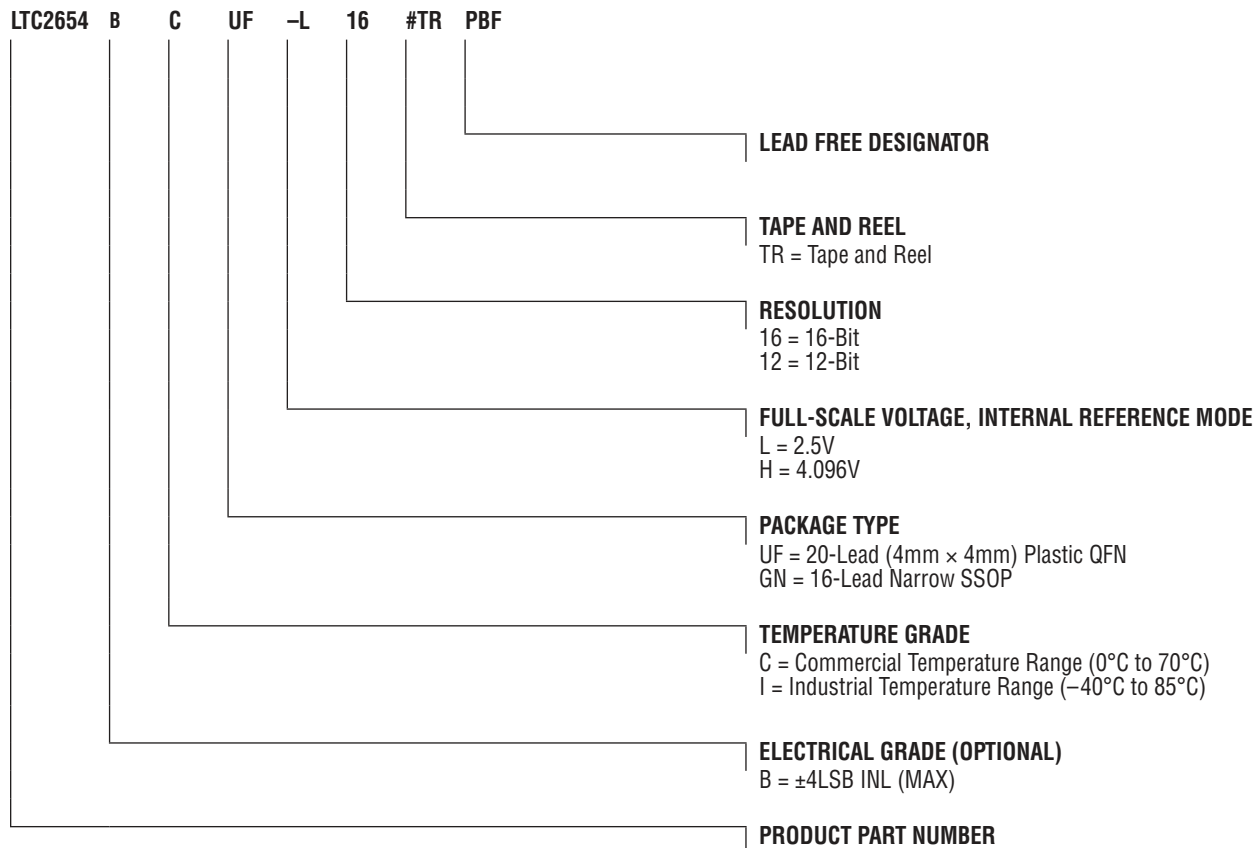 LTC2654 B C UF –L 16 #TR PBF
LEAD FREE DESIGNATOR
TAPE AND REEL
TR = Tape and Reel
RESOLUTION
16 = 16-Bit
12 = 12-Bit
FULL-SCALE VOLTAGE, INTERNAL REFERENCE MODE
L = 2.5V
H = 4.096V
PACKAGE TYPE
UF = 20-Lead (4mm × 4mm) Plastic QFN
GN = 16-Lead Narrow SSOP
TEMPERATURE GRADE
C = Commercial Temperature Range (0°C to 70°C)
I = Industrial Temperature Range (–40°C to 85°C)
ELECTRICAL GRADE (OPTIONAL)
B = ±4LSB INL (MAX)
PRODUCT PART NUMBER